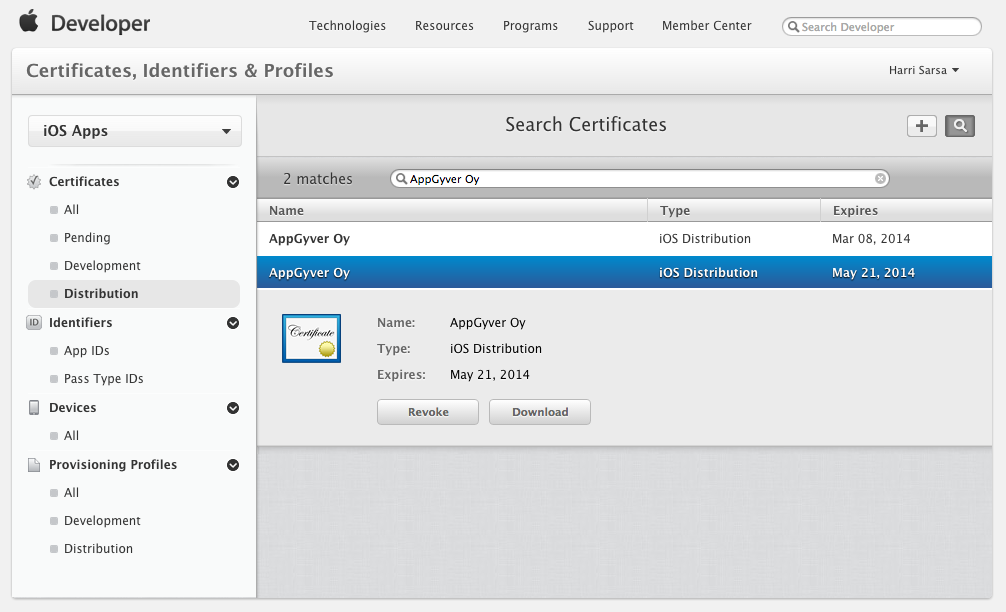 Developer
Technologies Resources Programs Support Member Center Search Developer
Certificates, Identifiers & Profiles
Harri Sarsa
iOS Apps
Certificates
All
Pending
Development
Distribution
ID Identifiers
App IDs
Pass Type IDs
Devices
All
Provisioning Profiles
All
Development
Distribution
Search Certificates
2 matches AppGyver Oy
Name Type Expires
AppGyver Oy iOS Distribution Mar 08, 2014
AppGyver Oy iOS Distribution May 21, 2014
Certificate
Name: AppGyver Oy
Type: iOS Distribution
Expires: May 21, 2014
Revoke Download